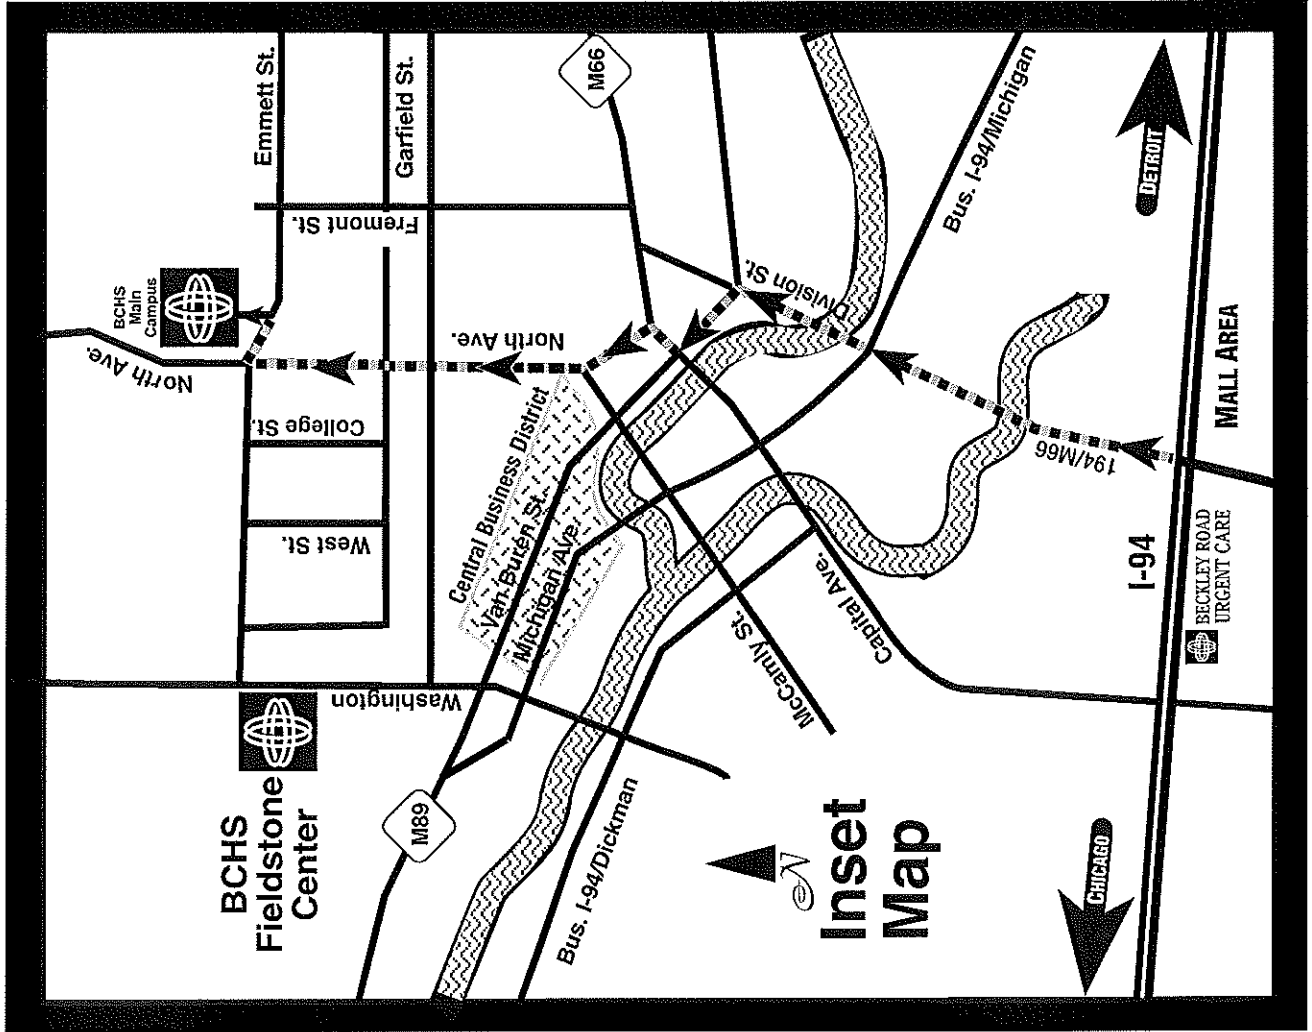 Emmett St.
Garfield St.
M66
Bus. I-94/Michigan
DETROIT
Fremont St.
BCHS
Main
Campus
Division St.
North Ave.
North Ave.
MALL AREA
194/M66
College St.
Central Business District
West St.
Van Buren St.
Michigan Ave
I-94
BECKLEY ROAD
URGENT CARE
Capital Ave.
McCamly St.
Washington
BCHS
Fieldstone
Center
M89
Bus. I-94/Dickman
N
Inset
Map
CHICAGO